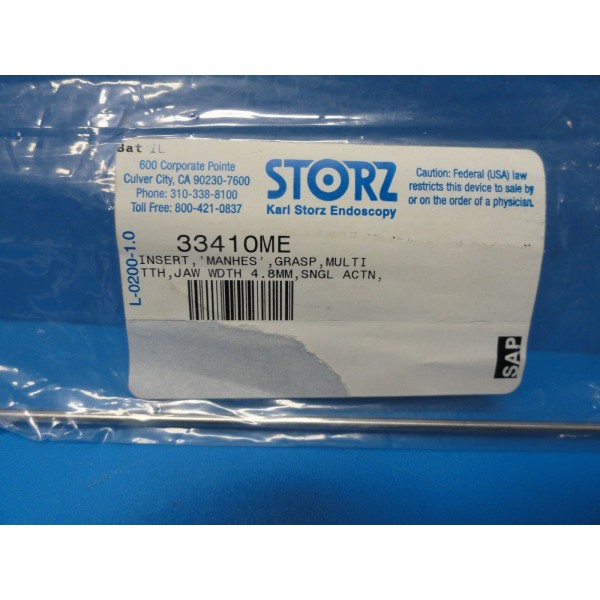 600 Corporate Pointe
Culver City, CA 90230-7600
Phone: 310-338-8100
Toll Free: 800-421-0837
STORZ
Karl Storz Endoscopy
Caution: Federal (USA) law
restricts this device to sale by
or on the order of a physician.
33410ME
INSERT,'MANHES',GRASP,MULTI
TTH,JAW WDTH 4.8MM,SNGL ACTN,
L-0200-1.0
SAP